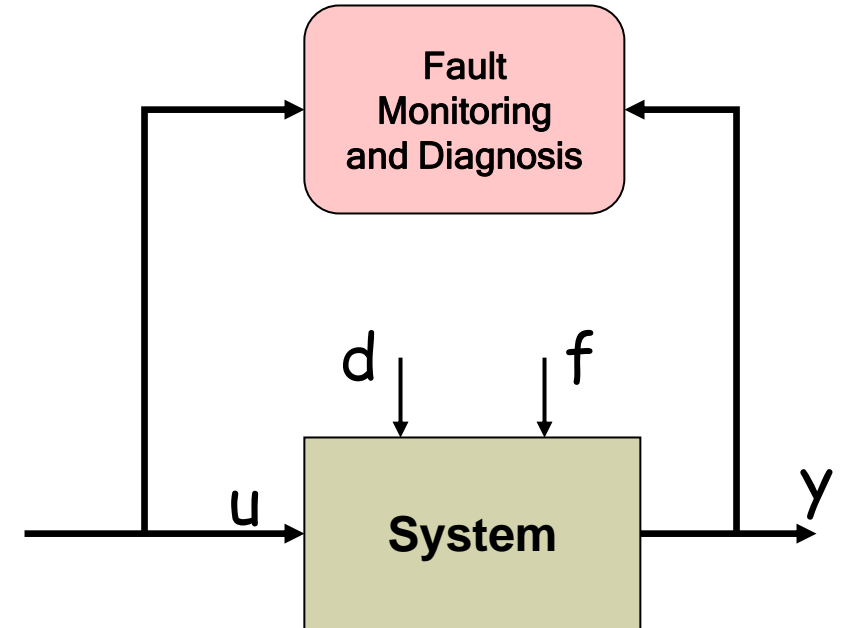 Fault
Monitoring
and Diagnosis
d
f
u
System
y